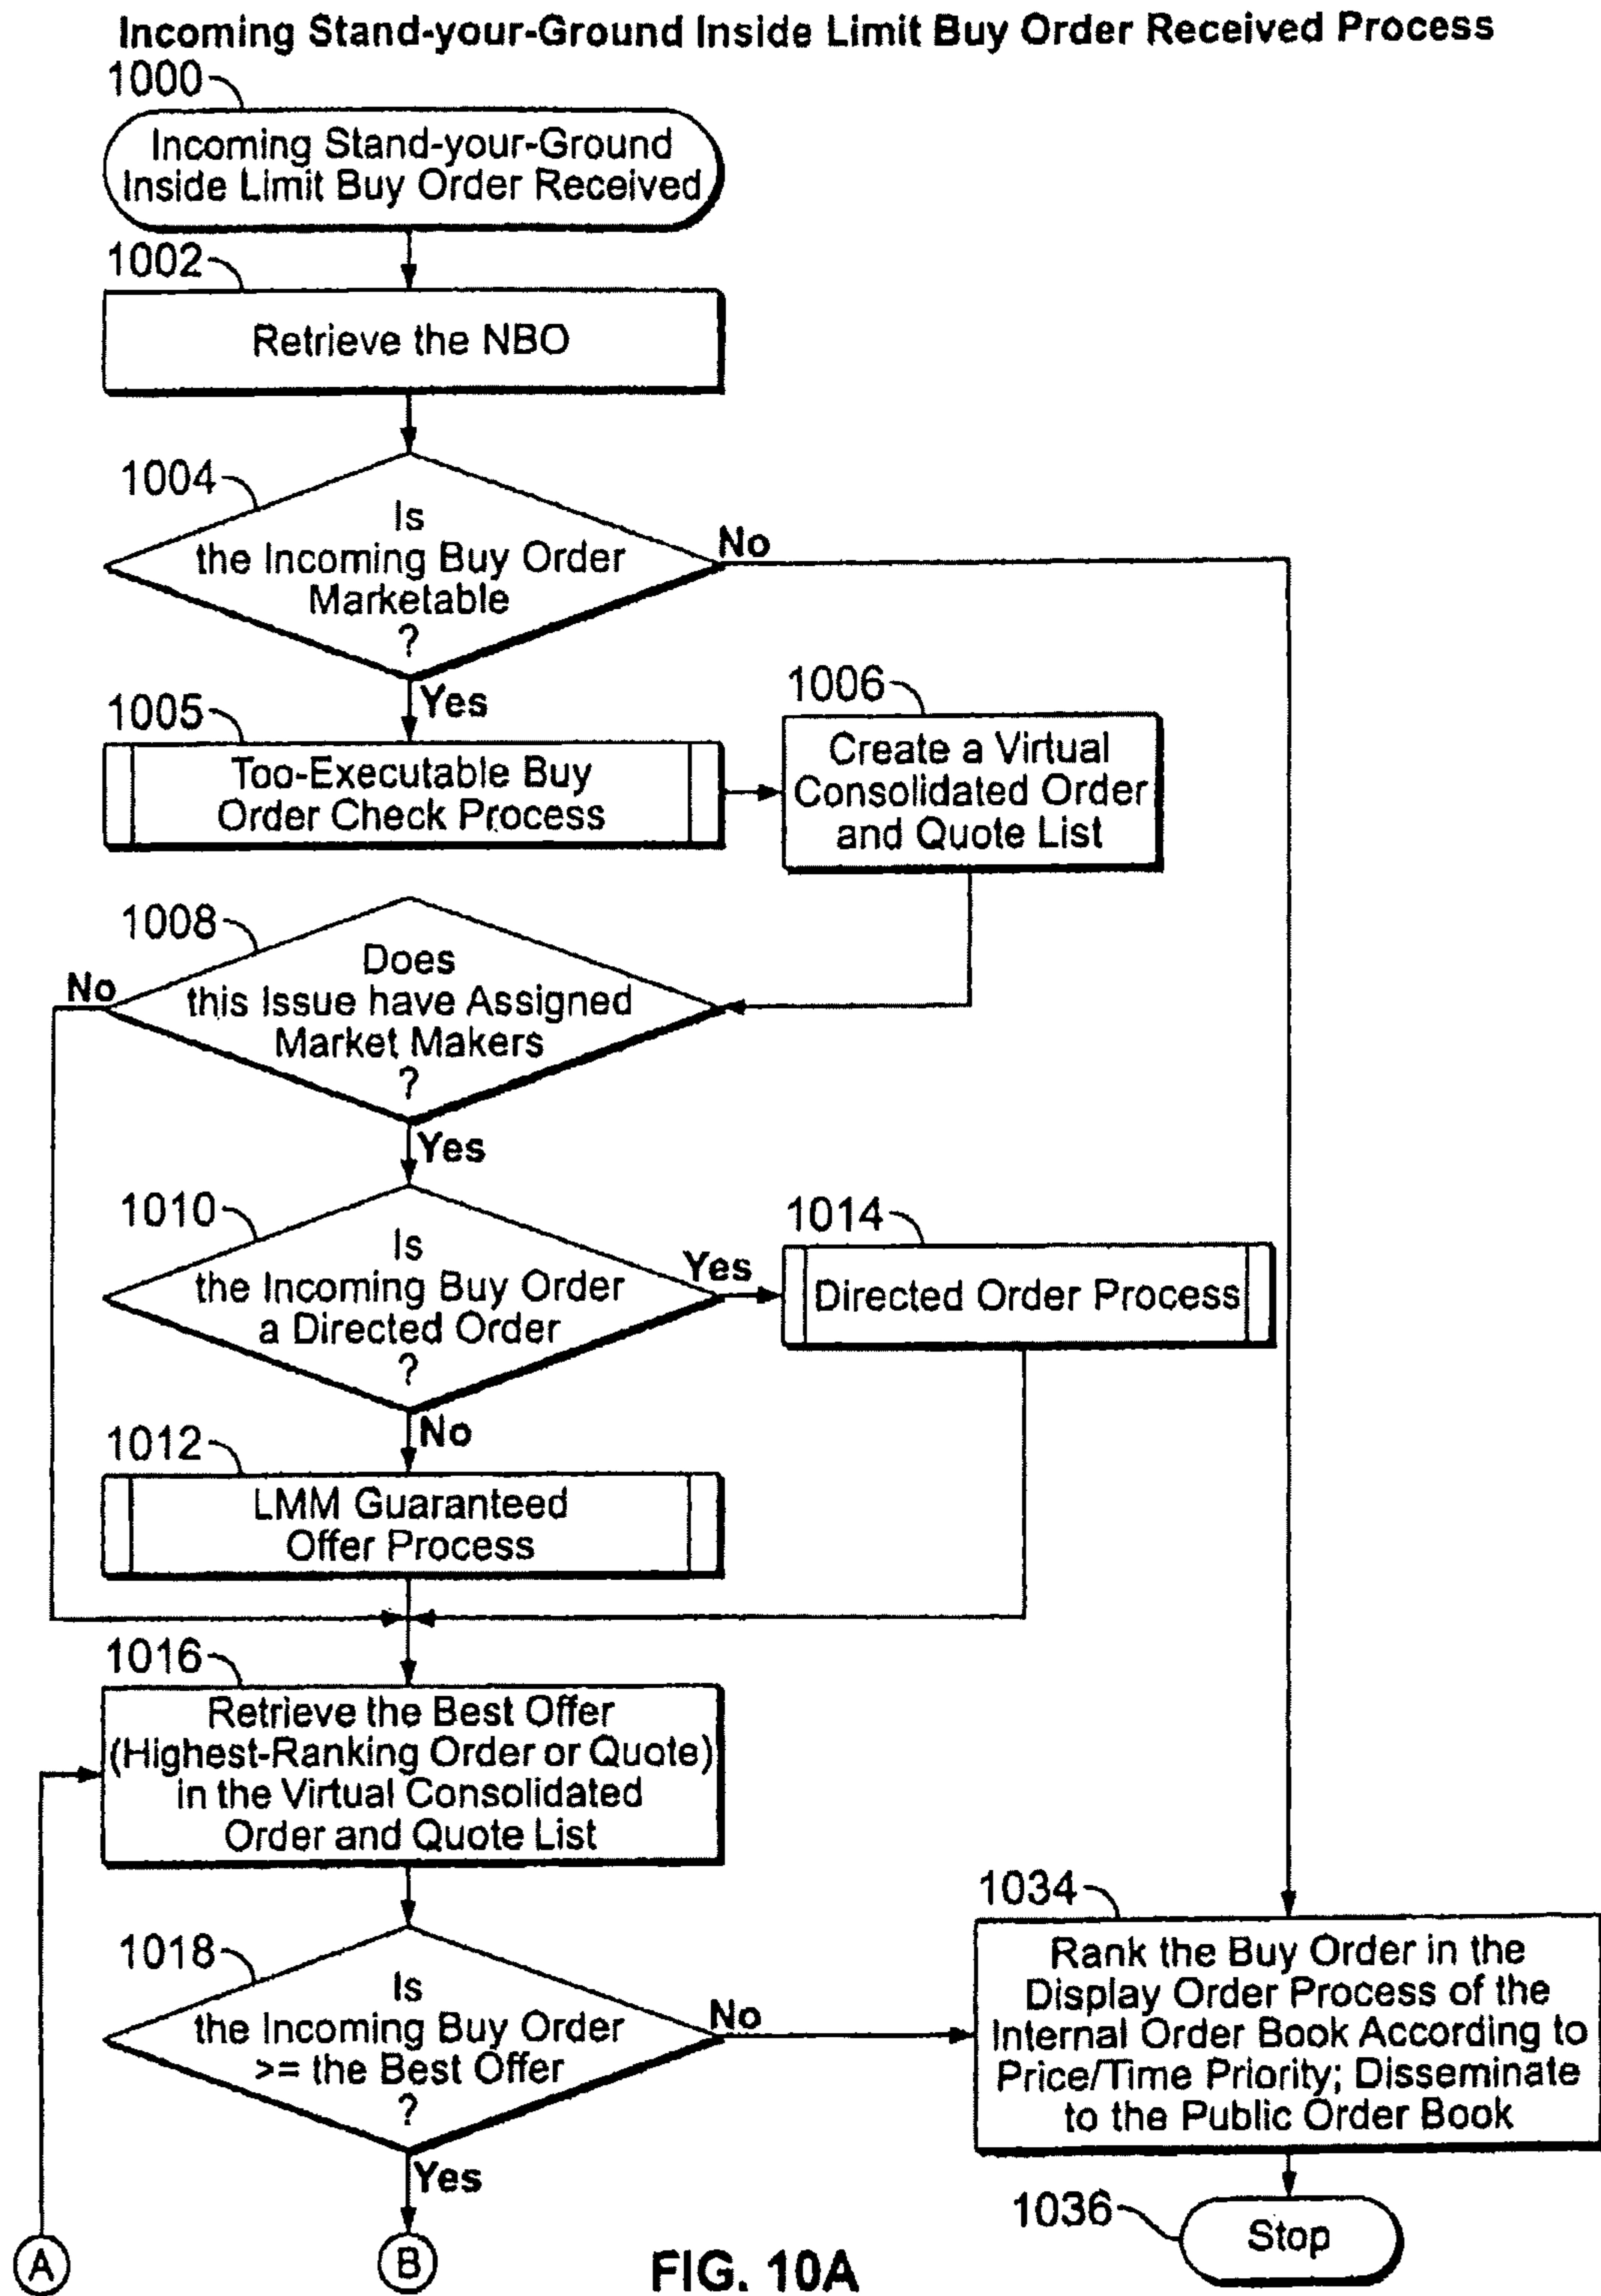 Incoming Stand-your-Ground Inside Limit Buy Order Received Process
1000
Incoming Stand-your-Ground
Inside Limit Buy Order Received
1002
Retrieve the NBO
1004
Is
the Incoming Buy Order
Marketable
?
No
Yes
1005
Too-Executable Buy
Order Check Process
1006
Create a Virtual
Consolidated Order
and Quote List
1008
Does
this Issue have Assigned
Market Makers
?
No
Yes
1010
Is
the Incoming Buy Order
a Directed Order
?
Yes
1014
Directed Order Process
No
1012
LMM Guaranteed
Offer Process
1016
Retrieve the Best Offer
(Highest-Ranking Order or Quote)
in the Virtual Consolidated
Order and Quote List
1018
Is
the Incoming Buy Order
>= the Best Offer
?
No
1034
Rank the Buy Order in the
Display Order Process of the
Internal Order Book According to
Price/Time Priority; Disseminate
to the Public Order Book
Yes
1036
Stop
A
B
FIG. 10A